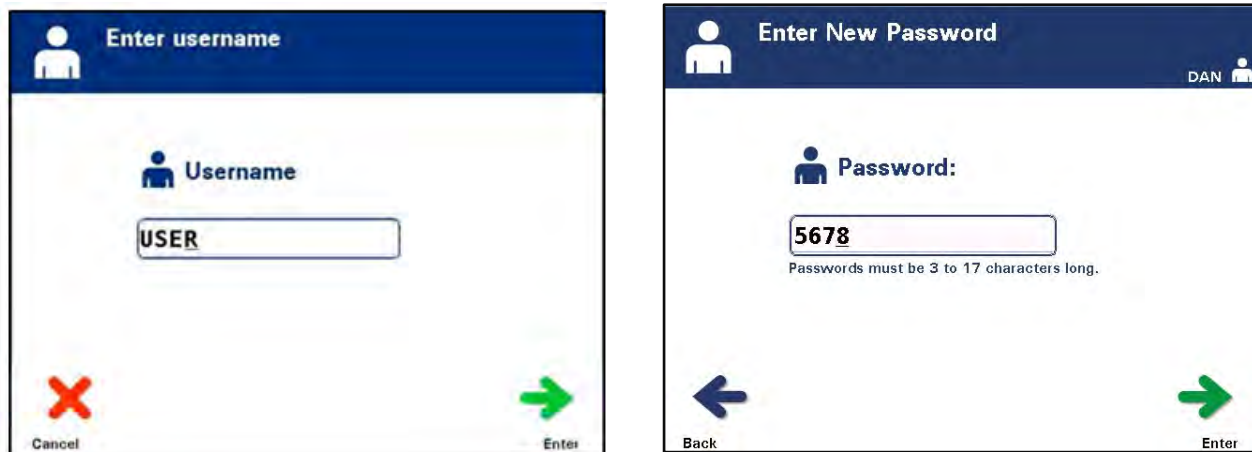 Enter username
Username
USER
Cancel
Enter
Enter New Password
DAN
Password:
5678
Passwords must be 3 to 17 characters long.
Back
Enter